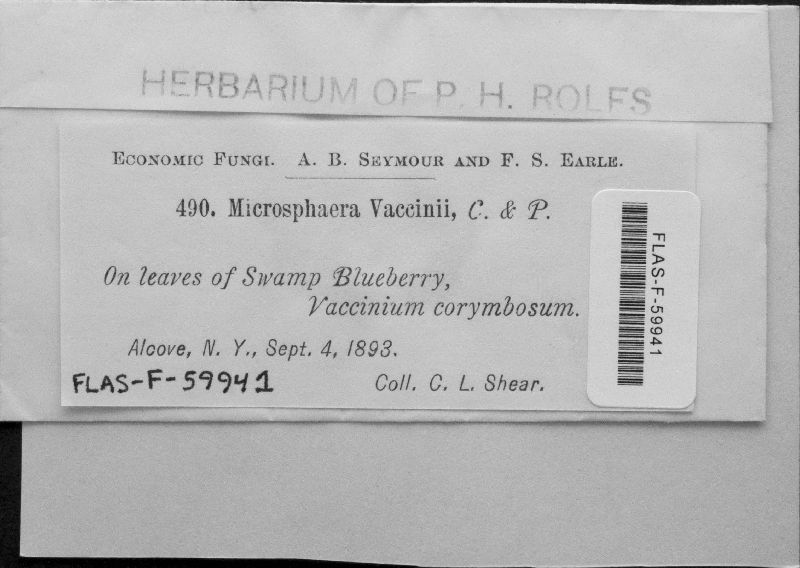 HERBARIUM OF P. H. ROLFS
ECONOMIC FUNGI. A. B. SEYMOUR AND F. S. EARLE.
490. Microsphaera Vaccinii, C. & P.
On leaves of Swamp Blueberry,
Vaccinium corymbosum.
Alcove, N. Y., Sept. 4, 1893.
FLAS-F-59941
Coll. C. L. Shear.
FLAS-F-59941